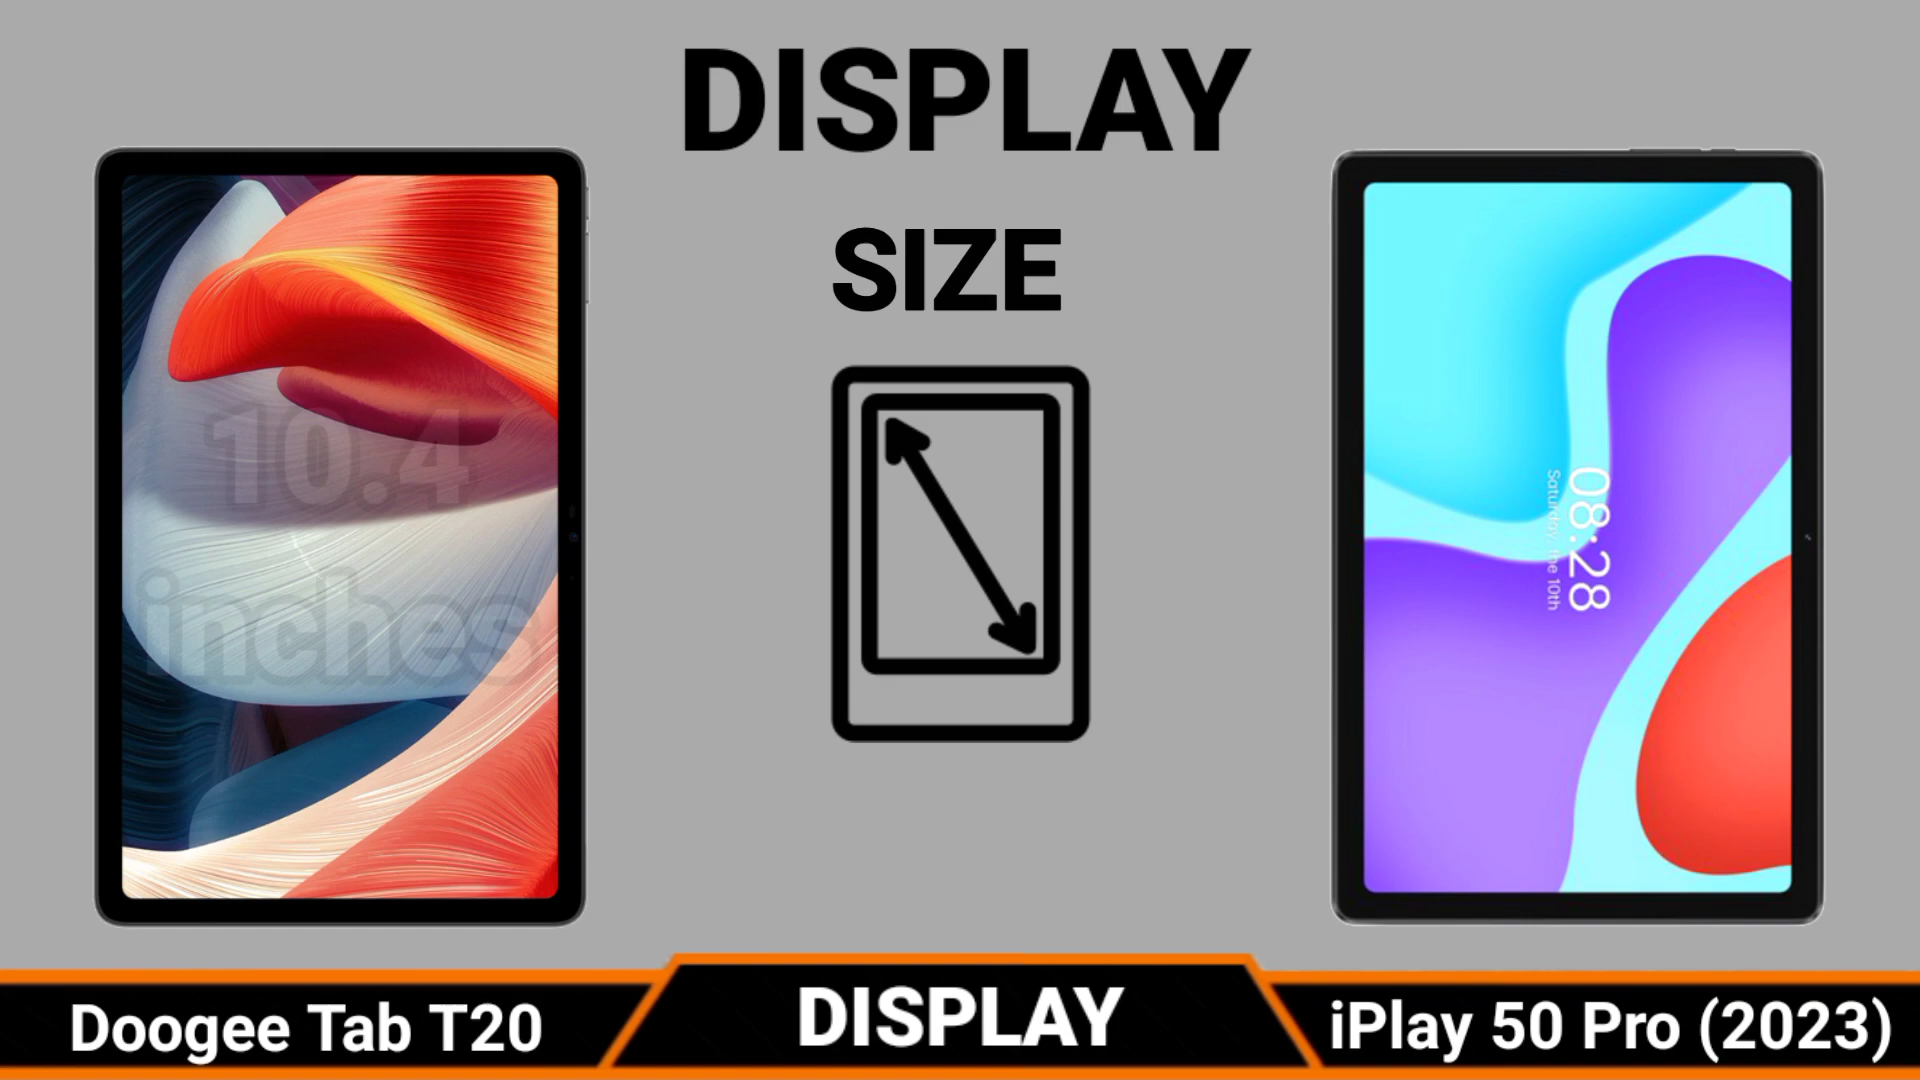 DISPLAY
SIZE
10.4
inches
08:28
Saturday, the 10th
Doogee Tab T20
DISPLAY
iPlay 50 Pro (2023)